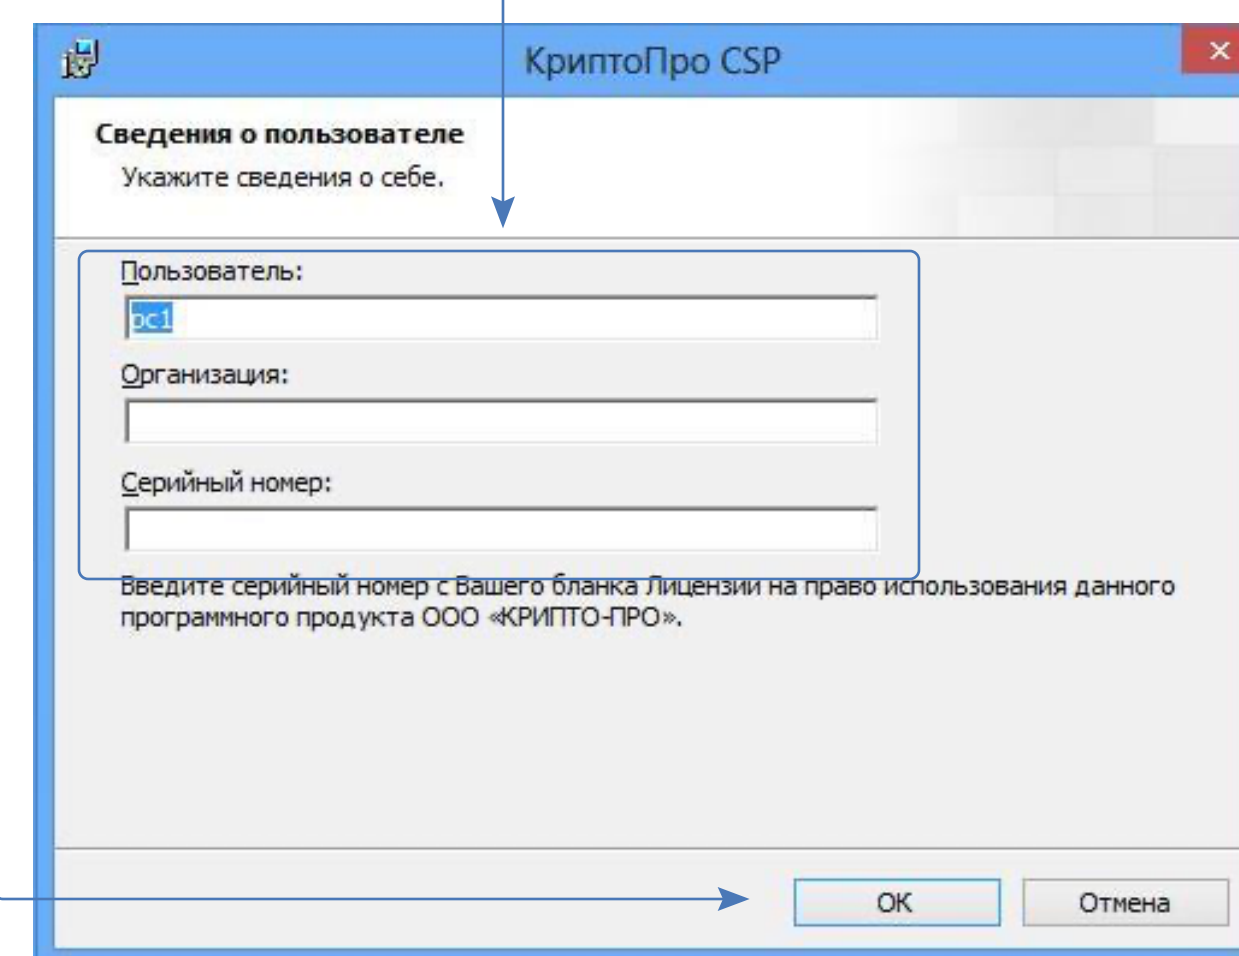 КриптоПро CSP
Сведения о пользователе
Укажите сведения о себе.
Пользователь:
pc1
Организация:
Серийный номер:
Введите серийный номер с Вашего бланка Лицензии на право использования данного
программного продукта ООО «КРИПТО-ПРО».
ОК
Отмена